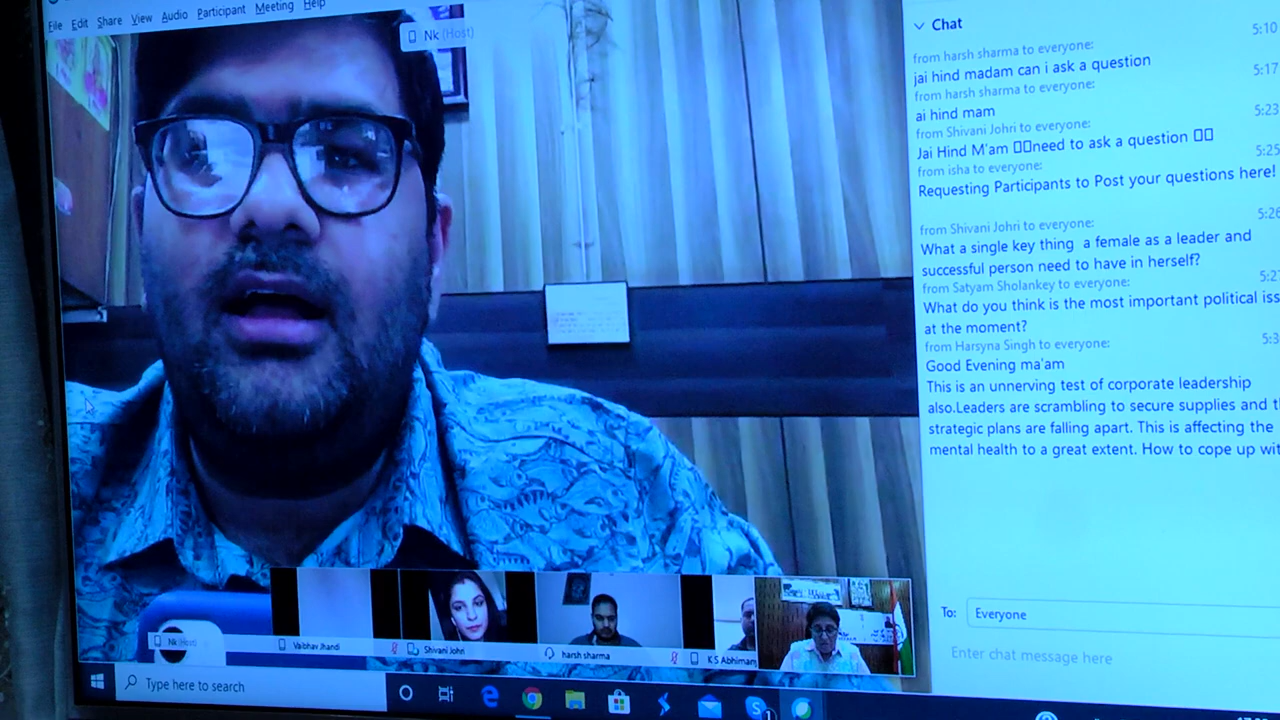 File Edit Share View Audio Participant Meeting Help
Nk (Host)
Chat
5:10
from harsh sharma to everyone:
jai hind madam can i ask a question
5:17
from harsh sharma to everyone:
ai hind mam
5:23
from Shivani Johri to everyone:
Jai Hind M'am need to ask a question
5:25
from isha to everyone:
Requesting Participants to Post your questions here!
5:26
from Shivani Johri to everyone:
What a single key thing a female as a leader and
successful person need to have in herself?
from Satyam Sholankey to everyone:
What do you think is the most important political iss
at the moment?
from Harsyna Singh to everyone:
Good Evening ma'am
This is an unnerving test of corporate leadership
also.Leaders are scrambling to secure supplies and
strategic plans are falling apart. This is affecting the
mental health to a great extent. How to cope up
To: Everyone
Enter chat message here
Nk (Host)
Vaibhav Jhandi
Shivani Johri
harsh sharma
K S Abhiman
Type here to search
1